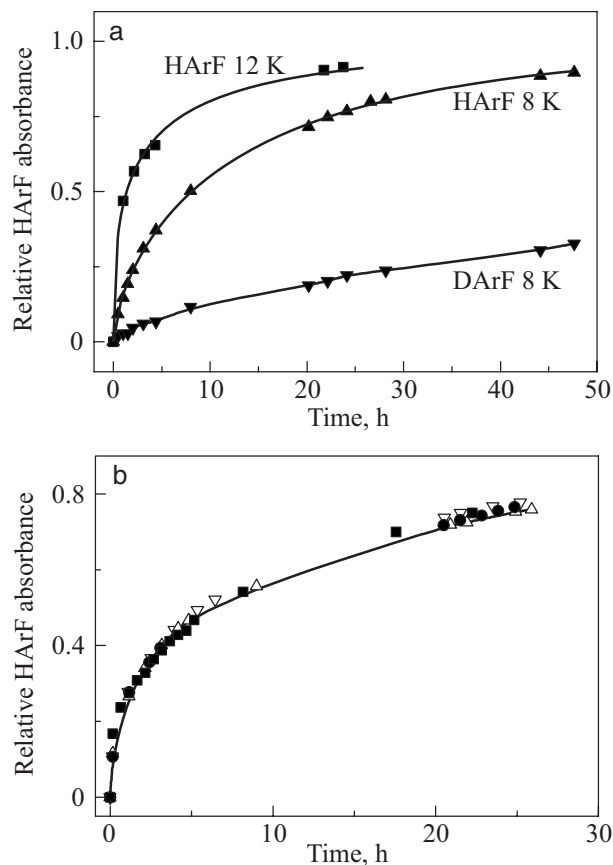 a
1.0
HArF 12 K
HArF 8 K
0.5
DArF 8 K
0
Relative HArF absorbance
0 10 20 30 40 50
Time, h
b
0.8
0.4
0
Relative HArF absorbance
0 10 20 30
Time, h